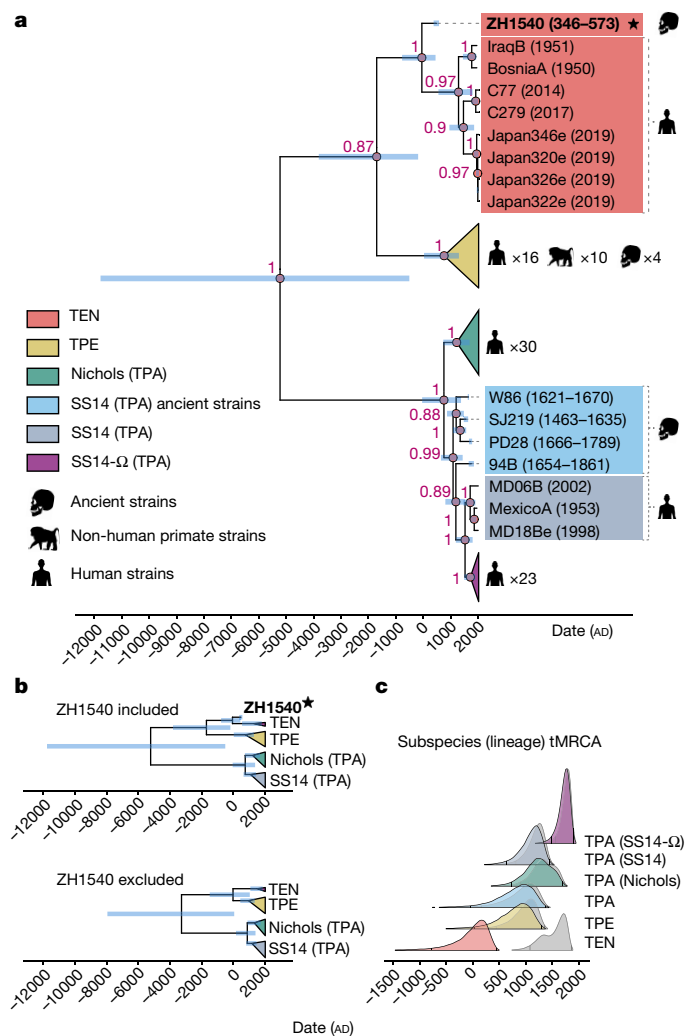 a
ZH1540 (346–573) ★
IraqB (1951)
BosniaA (1950)
C77 (2014)
C279 (2017)
Japan346e (2019)
Japan320e (2019)
Japan326e (2019)
Japan322e (2019)
1
0.97
1
0.9
1
0.97
0.87
1
1
×16 ×10 ×4
1
×30
1
0.88
1
0.99
0.89
1
1
1
1
W86 (1621–1670)
SJ219 (1463–1635)
PD28 (1666–1789)
94B (1654–1861)
MD06B (2002)
MexicoA (1953)
MD18Be (1998)
×23
TEN
TPE
Nichols (TPA)
SS14 (TPA) ancient strains
SS14 (TPA)
SS14-Ω (TPA)
Ancient strains
Non-human primate strains
Human strains
−12000 −11000 −10000 −9000 −8000 −7000 −6000 −5000 −4000 −3000 −2000 −1000 0 1000 2000
Date (AD)
b
ZH1540 included
ZH1540★
TEN
TPE
Nichols (TPA)
SS14 (TPA)
−12000 −10000 −8000 −6000 −4000 −2000 0 2000
ZH1540 excluded
TEN
TPE
Nichols (TPA)
SS14 (TPA)
−12000 −10000 −8000 −6000 −4000 −2000 0 2000
Date (AD)
c
Subspecies (lineage) tMRCA
TPA (SS14-Ω)
TPA (SS14)
TPA (Nichols)
TPA
TPE
TEN
−1500 −1000 −500 0 500 1000 1500 2000